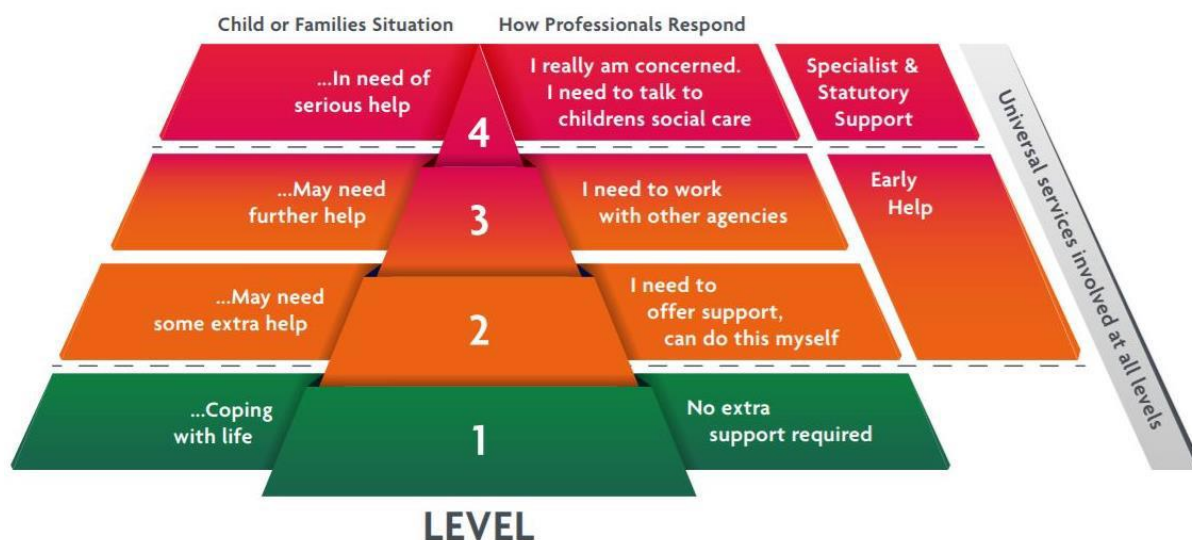 Child or Families Situation
How Professionals Respond
...In need of
serious help
4
I really am concerned.
I need to talk to
childrens social care
Specialist &
Statutory
Support
...May need
further help
3
I need to work
with other agencies
Early
Help
...May need
some extra help
2
I need to
offer support,
can do this myself
...Coping
with life
1
No extra
support required
Universal services involved at all levels
LEVEL